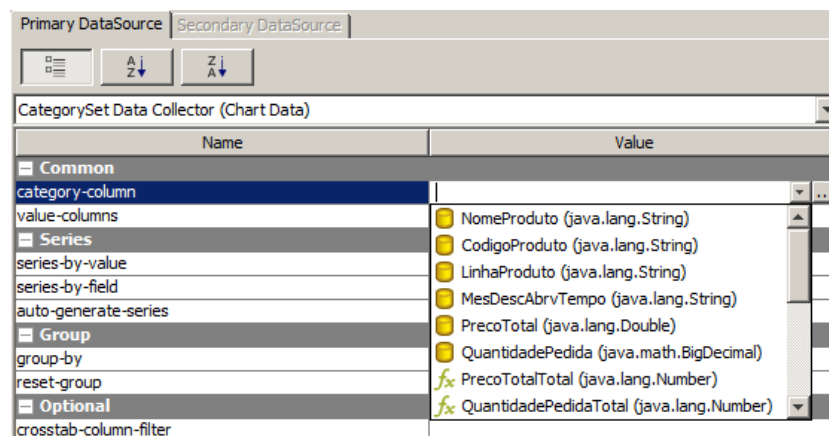 Primary DataSource Secondary DataSource
A Z Z A
CategorySet Data Collector (Chart Data)
Name Value
Common
category-column ...
value-columns
NomeProduto (java.lang.String)
CodigoProduto (java.lang.String)
Series
series-by-value
LinhaProduto (java.lang.String)
series-by-field
MesDescAbrvTempo (java.lang.String)
auto-generate-series
PrecoTotal (java.lang.Double)
Group
group-by
QuantidadePedida (java.math.BigDecimal)
reset-group
fx PrecoTotalTotal (java.lang.Number)
Optional
fx QuantidadePedidaTotal (java.lang.Number)
crosstab-column-filter